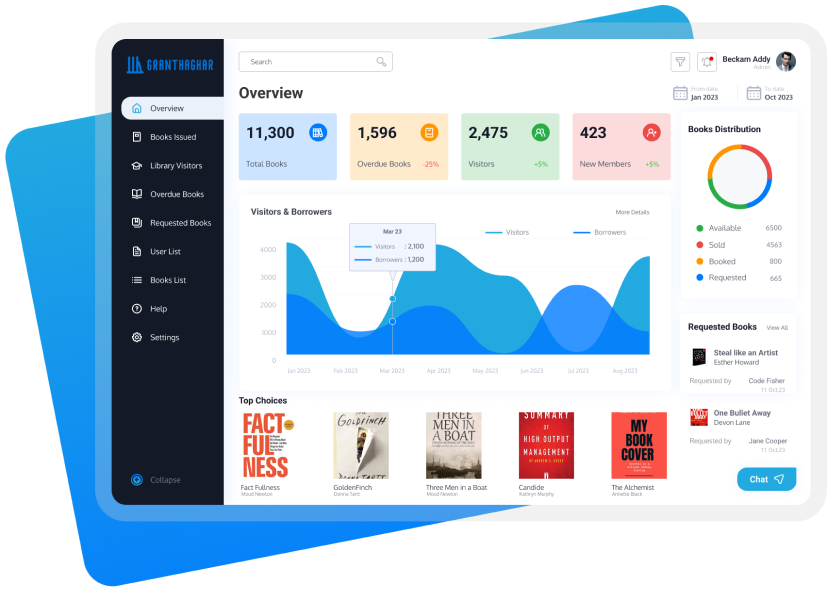 GRANTHAGHAR
Overview
Books Issued
Library Visitors
Overdue Books
Requested Books
User List
Books List
Help
Settings
Collapse
Search
Beckam Addy
Admin
Overview
From date
Jan 2023
To date
Oct 2023
11,300
Total Books
1,596
Overdue Books -25%
2,475
Visitors +5%
423
New Members +5%
Visitors & Borrowers
More Details
Visitors
Borrowers
Mar 23
Visitors : 2,100
Borrowers : 1,200
4000
3000
2000
1000
0
Jan 2023 Feb 2023 Mar 2023 Apr 2023 May 2023 Jun 2023 Jul 2023 Aug 2023
Books Distribution
Available 6500
Sold 4563
Booked 800
Requested 665
Requested Books View All
Steal like an Artist
Esther Howard
Requested by Code Fisher
11 Oct.23
One Bullet Away
Devon Lane
Requested by Jane Cooper
11 Oct.23
Chat
Top Choices
FACT
FUL
NESS
Fact Fullness
Moud Newton
GOLDFINCH
DONNA TARTT
GoldenFinch
Donna Tartt
THREE
MEN IN
A BOAT
Three Men in a Boat
Moud Newton
SUMMARY
OF
HIGH OUTPUT
MANAGEMENT
BY ANDREW S. GROVE
Candide
Kathryn Murphy
MY
BOOK
COVER
The Alchemist
Annette Black